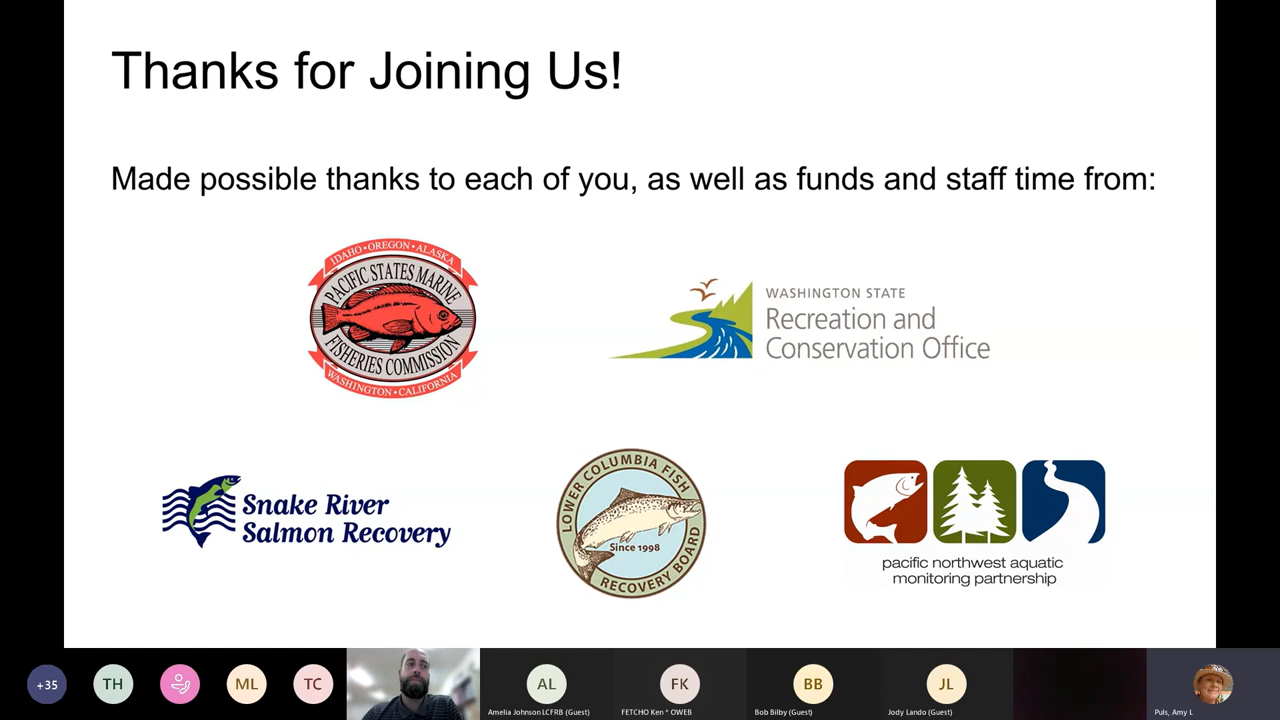 Thanks for Joining Us!
Made possible thanks to each of you, as well as funds and staff time from:
IDAHO • OREGON • ALASKA
PACIFIC STATES MARINE
FISHERIES COMMISSION
WASHINGTON • CALIFORNIA
WASHINGTON STATE
Recreation and
Conservation Office
Snake River
Salmon Recovery
LOWER COLUMBIA FISH
Since 1998
RECOVERY BOARD
pacific northwest aquatic
monitoring partnership
+35
TH
ML
TC
AL
FK
BB
JL
Amelia Johnson LCFRB (Guest)
FETCHO Ken * OWEB
Bob Bilby (Guest)
Jody Lando (Guest)
Puls, Amy L